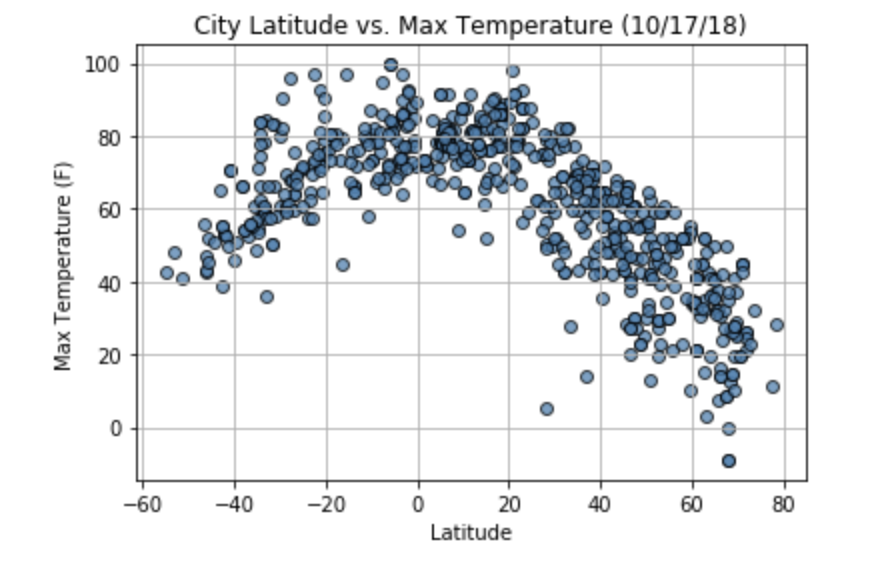 City Latitude vs. Max Temperature (10/17/18)
100
80
60
40
20
0
Max Temperature (F)
−60 −40 −20 0 20 40 60 80
Latitude